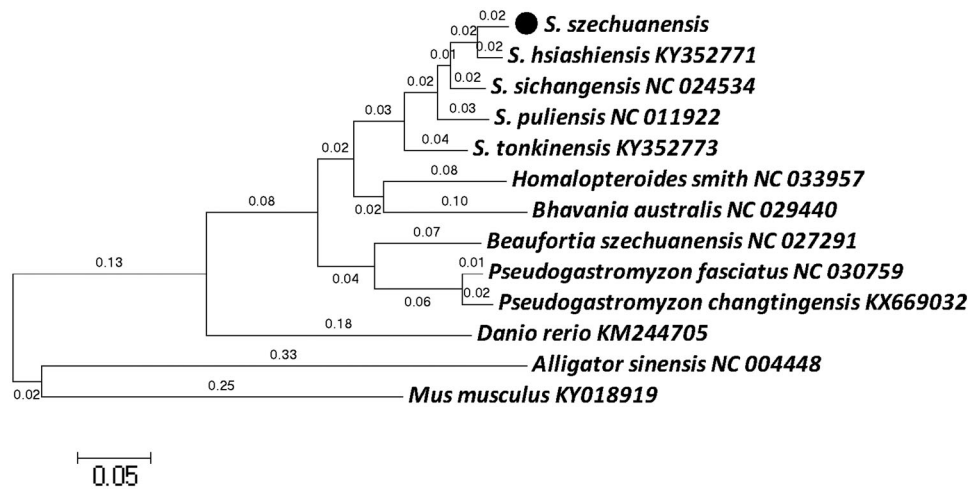 0.02
S. szechuanensis
0.02
0.02
S. hsiashiensis KY352771
0.01
0.02
0.02
S. sichangensis NC 024534
0.03
0.03
S. puliensis NC 011922
0.04
S. tonkinensis KY352773
0.02
0.08
Homalopteroides smith NC 033957
0.02
0.10
Bhavania australis NC 029440
0.08
0.07
Beaufortia szechuanensis NC 027291
0.13
0.04
0.01
Pseudogastromyzon fasciatus NC 030759
0.06
0.02
Pseudogastromyzon changtingensis KX669032
0.18
Danio rerio KM244705
0.33
Alligator sinensis NC 004448
0.02
0.25
Mus musculus KY018919
0.05